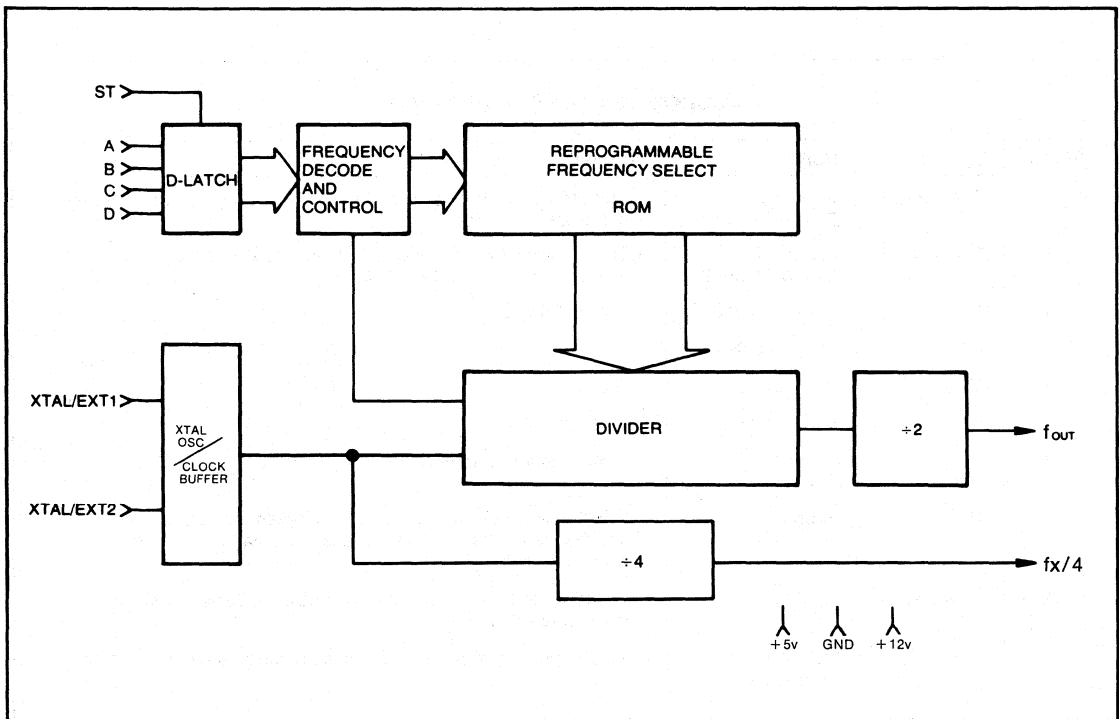 ST
A
B
C
D
D-LATCH
FREQUENCY
DECODE
AND
CONTROL
REPROGRAMMABLE
FREQUENCY SELECT
ROM
XTAL/EXT1
XTAL/EXT2
XTAL
OSC
CLOCK
BUFFER
DIVIDER
÷2
fOUT
÷4
fx/4
+5v
GND
+12v